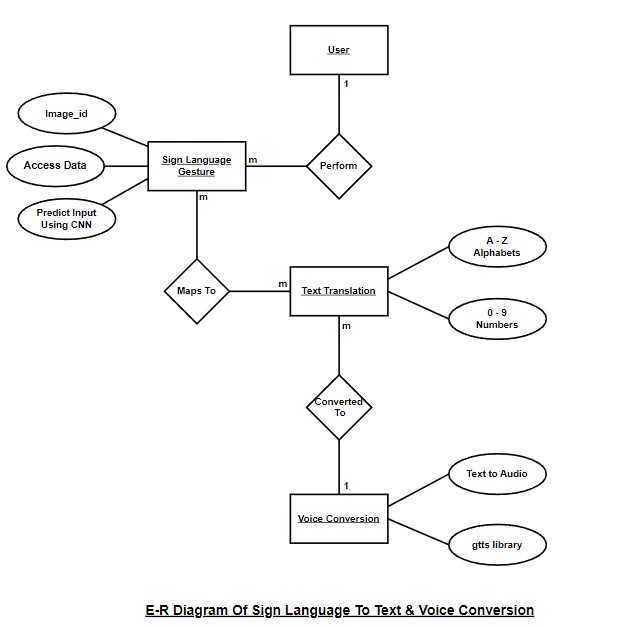 User
1
Image_id
Sign Language
Gesture
m
Perform
Access Data
m
Predict Input
Using CNN
A - Z
Alphabets
Maps To
m
Text Translation
0 - 9
Numbers
m
Converted
To
Text to Audio
1
Voice Conversion
gtts library
E-R Diagram Of Sign Language To Text & Voice Conversion